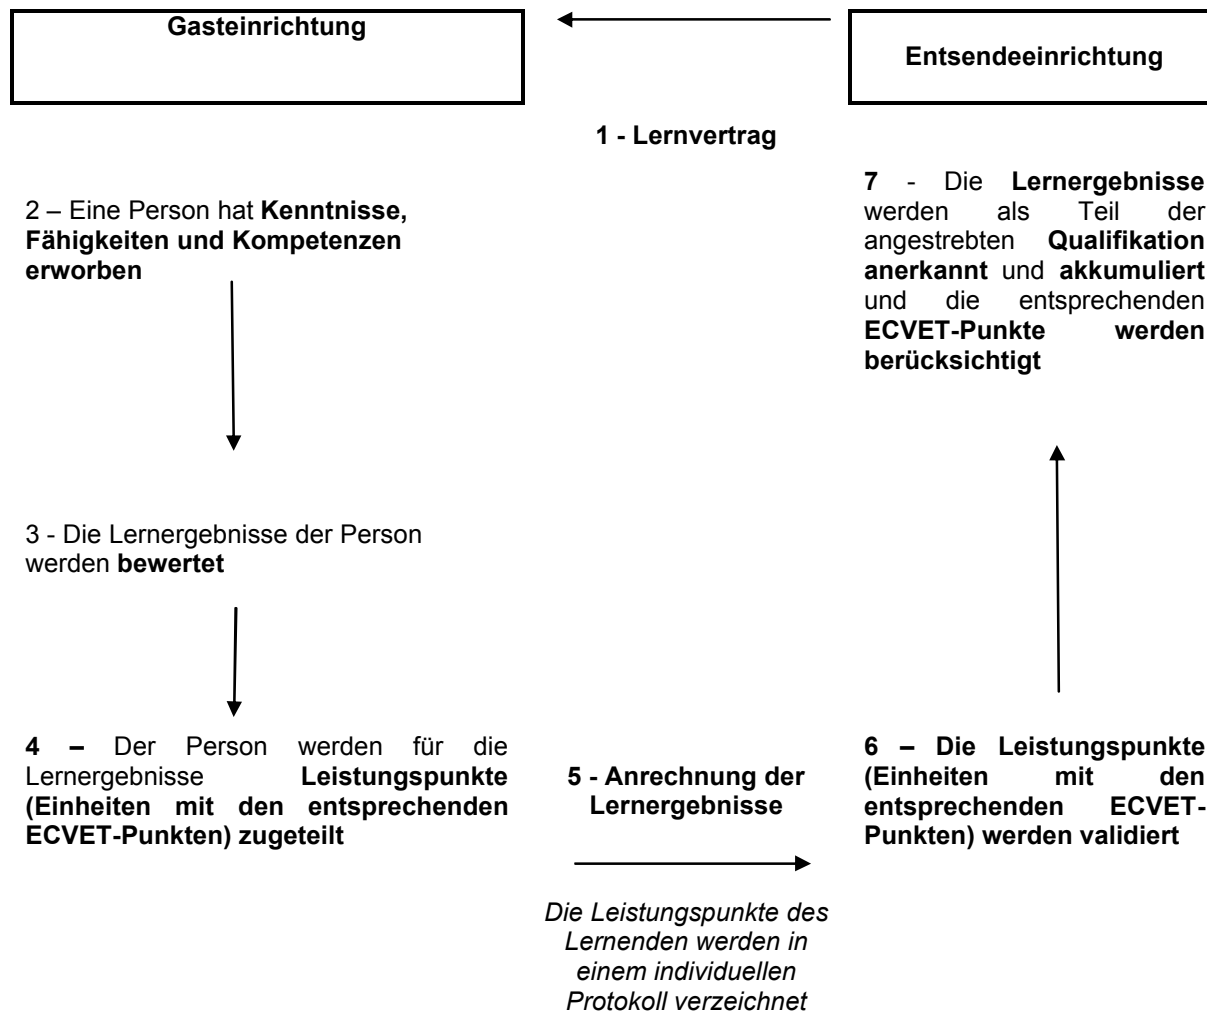 Gasteinrichtung
Entsendeeinrichtung
1 - Lernvertrag
2 – Eine Person hat Kenntnisse,
Fähigkeiten und Kompetenzen
erworben
3 - Die Lernergebnisse der Person
werden bewertet
4 – Der Person werden für die
Lernergebnisse Leistungspunkte
(Einheiten mit den entsprechenden
ECVET-Punkten) zugeteilt
5 - Anrechnung der
Lernergebnisse
Die Leistungspunkte des
Lernenden werden in
einem individuellen
Protokoll verzeichnet
6 – Die Leistungspunkte
(Einheiten mit den
entsprechenden ECVET-
Punkten) werden validiert
7 - Die Lernergebnisse
werden als Teil der
angestrebten Qualifikation
anerkannt und akkumuliert
und die entsprechenden
ECVET-Punkte werden
berücksichtigt